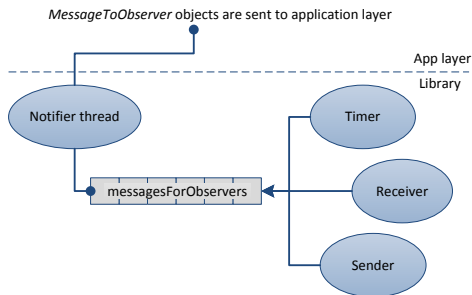 MessageToObserver objects are sent to application layer
App layer
Library
Notifier thread
Timer
messagesForObservers
Receiver
Sender